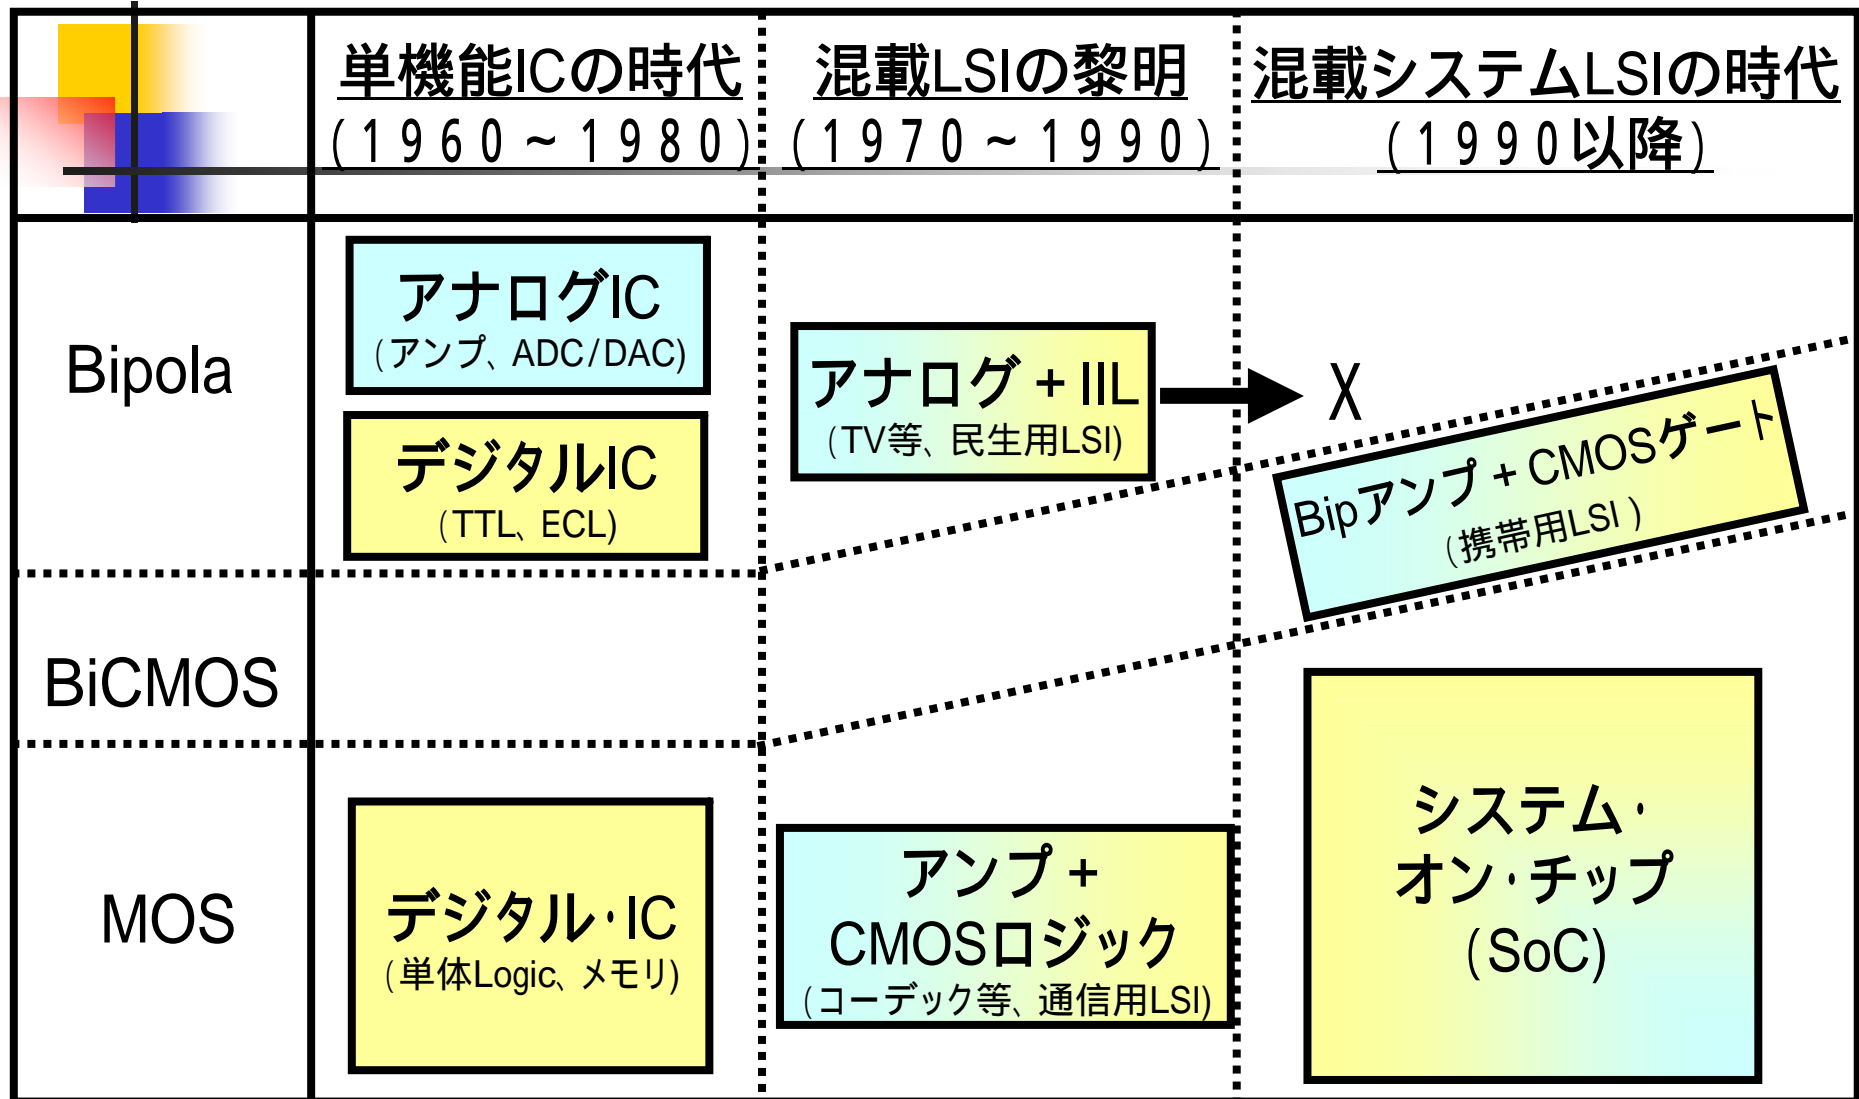 単機能ICの時代
(1960~1980)
混載LSIの黎明
(1970~1990)
混載システムLSIの時代
(1990以降)
Bipola
アナログIC
(アンプ、ADC/DAC)
デジタルIC
(TTL、ECL)
アナログ+IIL
(TV等、民生用LSI)
X
Bipアンプ+CMOSゲート
(携帯用LSI)
BiCMOS
MOS
デジタル・IC
(単体Logic、メモリ)
アンプ+
CMOSロジック
(コーデック等、通信用LSI)
システム・
オン・チップ
(SoC)